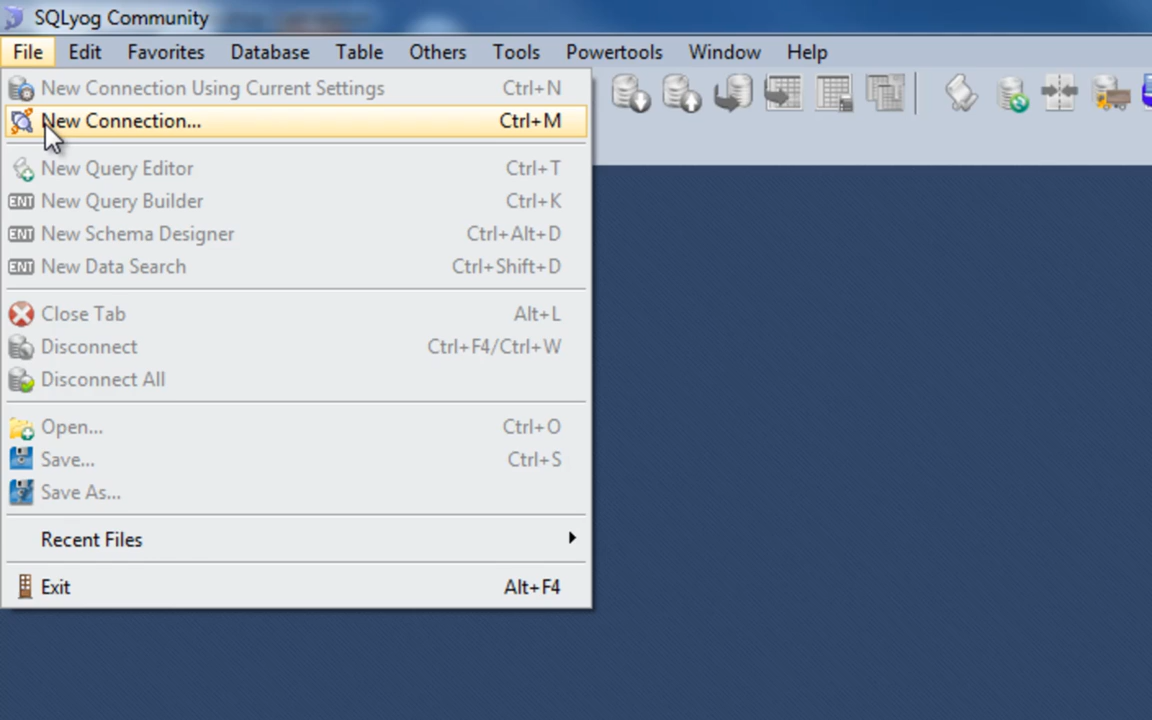 SQLyog Community
File Edit Favorites Database Table Others Tools Powertools Window Help
New Connection Using Current Settings Ctrl+N
New Connection... Ctrl+M
New Query Editor Ctrl+T
ENT New Query Builder Ctrl+K
ENT New Schema Designer Ctrl+Alt+D
ENT New Data Search Ctrl+Shift+D
Close Tab Alt+L
Disconnect Ctrl+F4/Ctrl+W
Disconnect All
Open... Ctrl+O
Save... Ctrl+S
Save As...
Recent Files
Exit Alt+F4